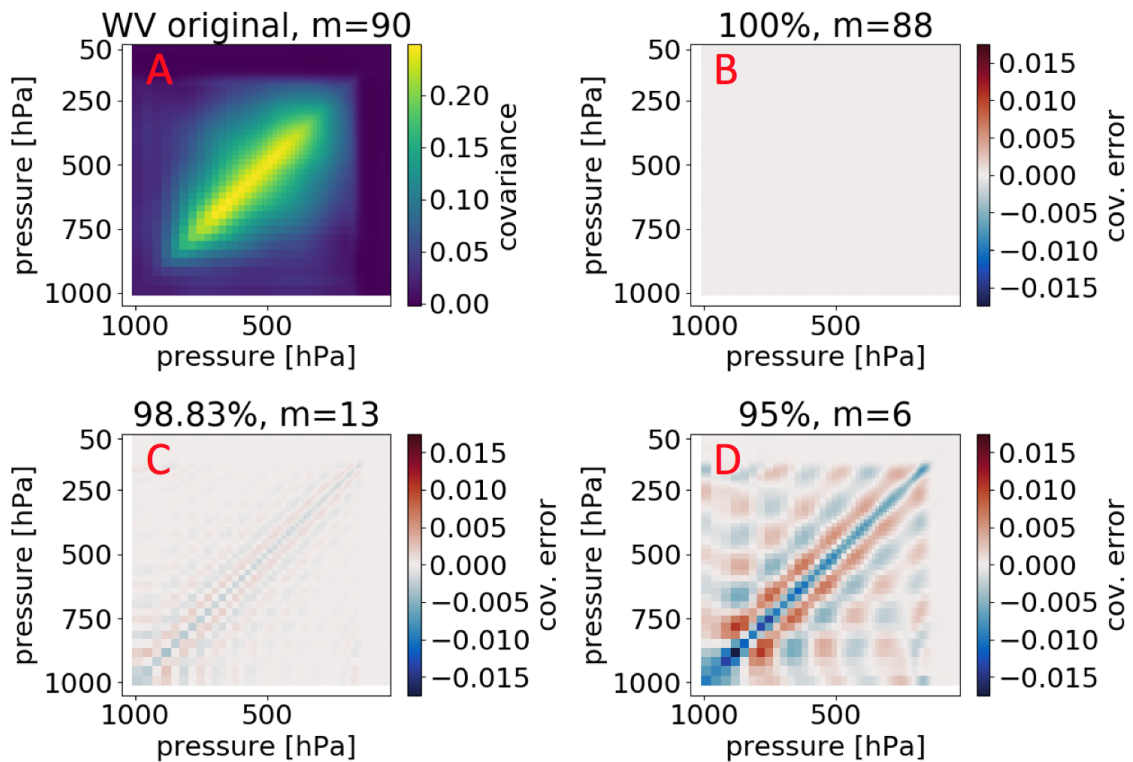 WV original, m=90
A
50
250
500
750
1000
pressure [hPa]
1000
500
pressure [hPa]
0.20
0.15
0.10
0.05
0.00
covariance
100%, m=88
B
50
250
500
750
1000
pressure [hPa]
1000
500
pressure [hPa]
0.015
0.010
0.005
0.000
−0.005
−0.010
−0.015
cov. error
98.83%, m=13
C
50
250
500
750
1000
pressure [hPa]
1000
500
pressure [hPa]
0.015
0.010
0.005
0.000
−0.005
−0.010
−0.015
cov. error
95%, m=6
D
50
250
500
750
1000
pressure [hPa]
1000
500
pressure [hPa]
0.015
0.010
0.005
0.000
−0.005
−0.010
−0.015
cov. error